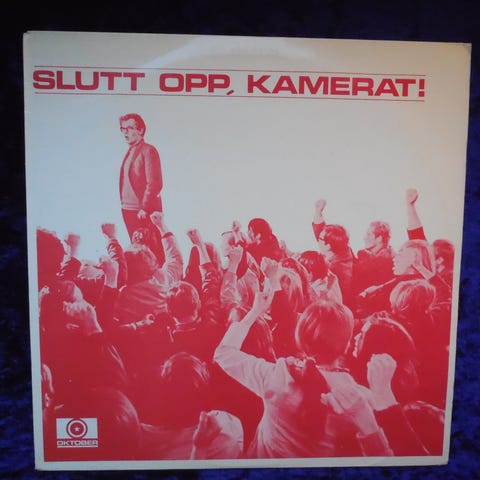 SLUTT OPP, KAMERAT!
OKTOBER